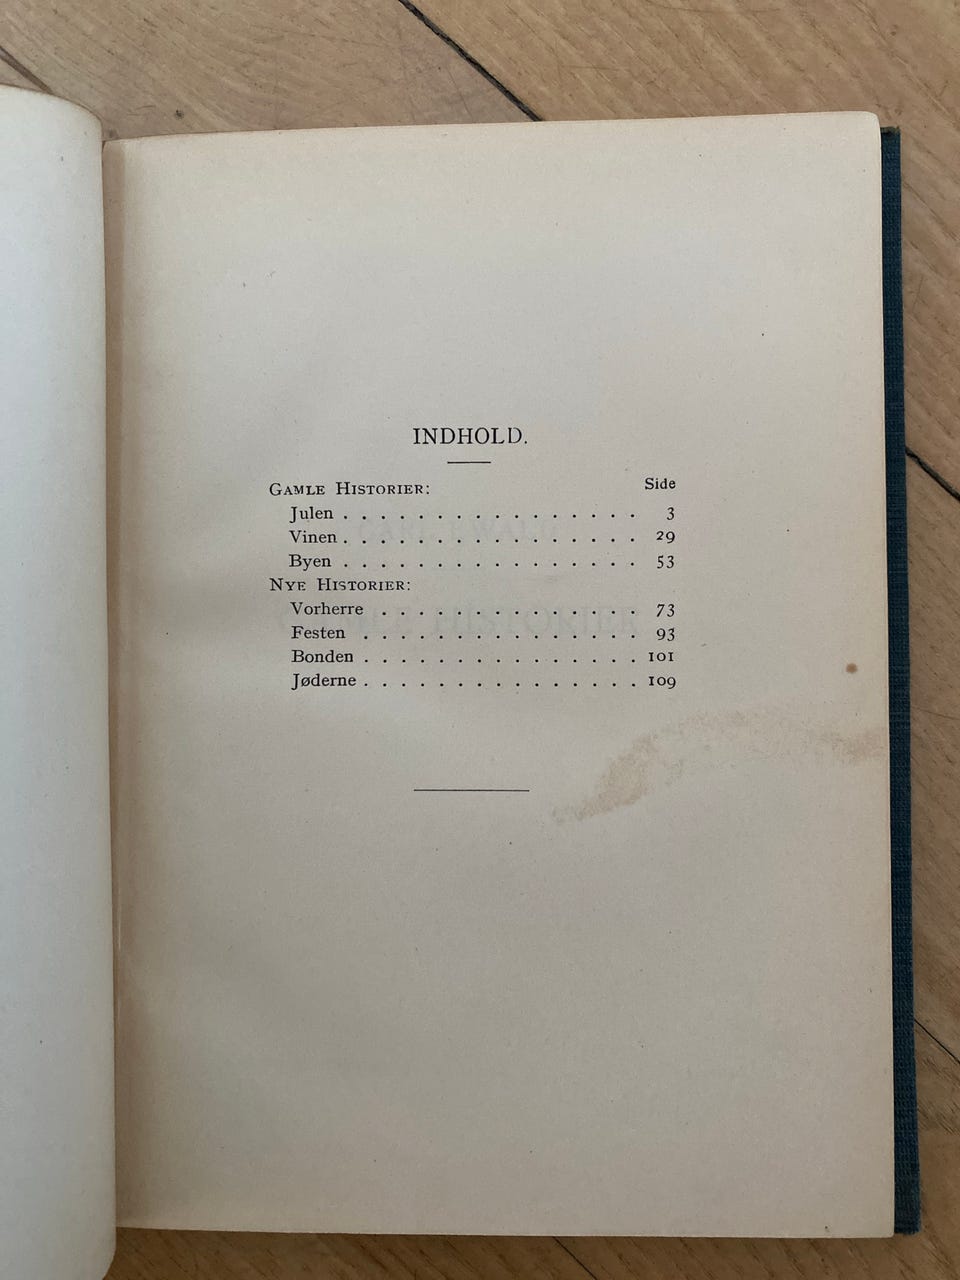 INDHOLD.
GAMLE HISTORIER: Side
Julen . . . . . . . . . . . . . . . . 3
Vinen . . . . . . . . . . . . . . . . 29
Byen . . . . . . . . . . . . . . . . 53
NYE HISTORIER:
Vorherre . . . . . . . . . . . . . . 73
Festen . . . . . . . . . . . . . . . 93
Bonden . . . . . . . . . . . . . . . 101
Jøderne . . . . . . . . . . . . . . . 109